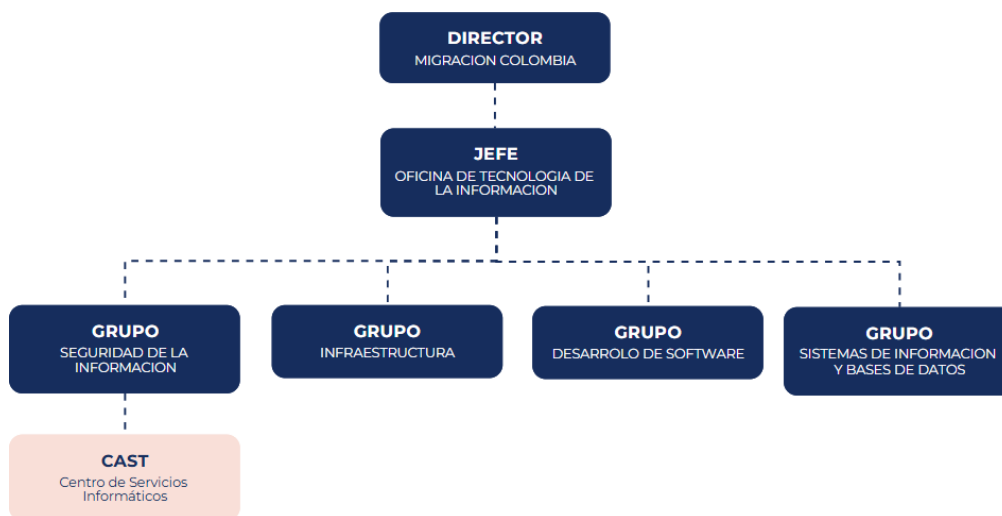 DIRECTOR
MIGRACION COLOMBIA
JEFE
OFICINA DE TECNOLOGIA DE
LA INFORMACION
GRUPO
SEGURIDAD DE LA
INFORMACION
GRUPO
INFRAESTRUCTURA
GRUPO
DESARROLO DE SOFTWARE
GRUPO
SISTEMAS DE INFORMACION
Y BASES DE DATOS
CAST
Centro de Servicios
Informáticos